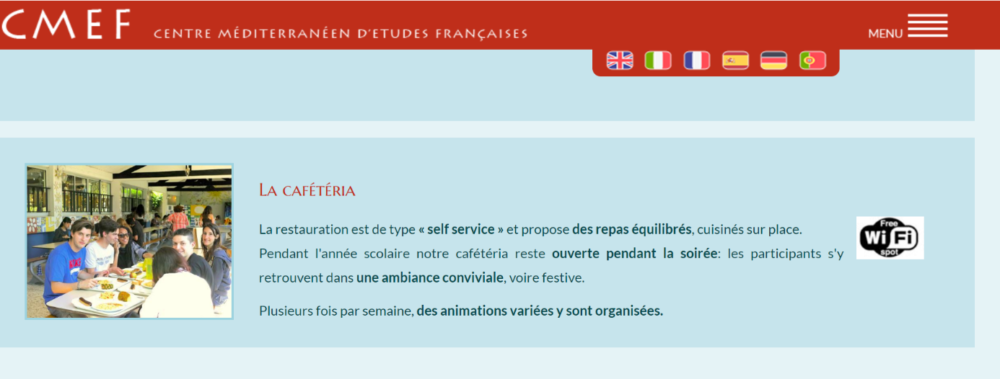 CMEF CENTRE MÉDITERRANÉEN D'ETUDES FRANÇAISES
MENU
LA CAFÉTÉRIA
La restauration est de type « self service » et propose des repas équilibrés, cuisinés sur place.
Pendant l'année scolaire notre cafétéria reste ouverte pendant la soirée: les participants s'y
retrouvent dans une ambiance conviviale, voire festive.
Plusieurs fois par semaine, des animations variées y sont organisées.
Free
Wi Fi
spot